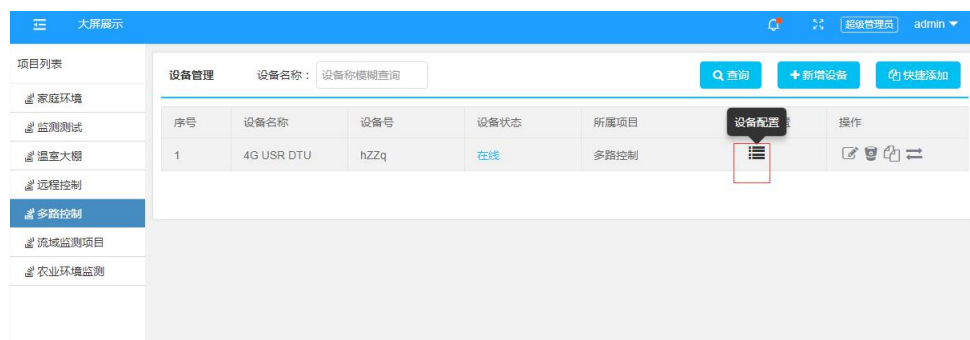 大屏展示 超级管理员 admin
项目列表
家庭环境
监测测试
温室大棚
远程控制
多路控制
流域监测项目
农业环境监测
设备管理 设备名称： 设备称模糊查询 查询 新增设备 快捷添加
序号 设备名称 设备号 设备状态 所属项目 设备配置 操作
1 4G USR DTU hZZq 在线 多路控制